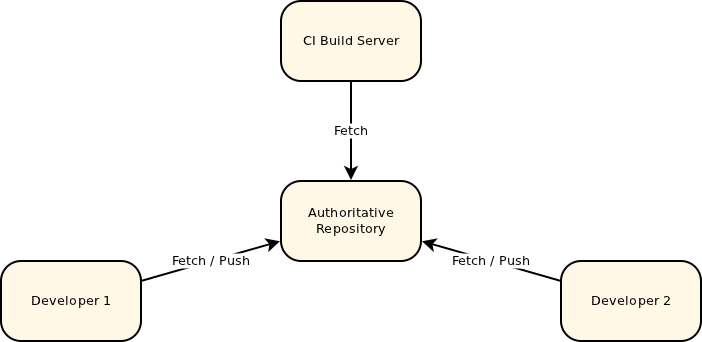 CI Build Server
Fetch
Authoritative
Repository
Fetch / Push
Fetch / Push
Developer 1
Developer 2